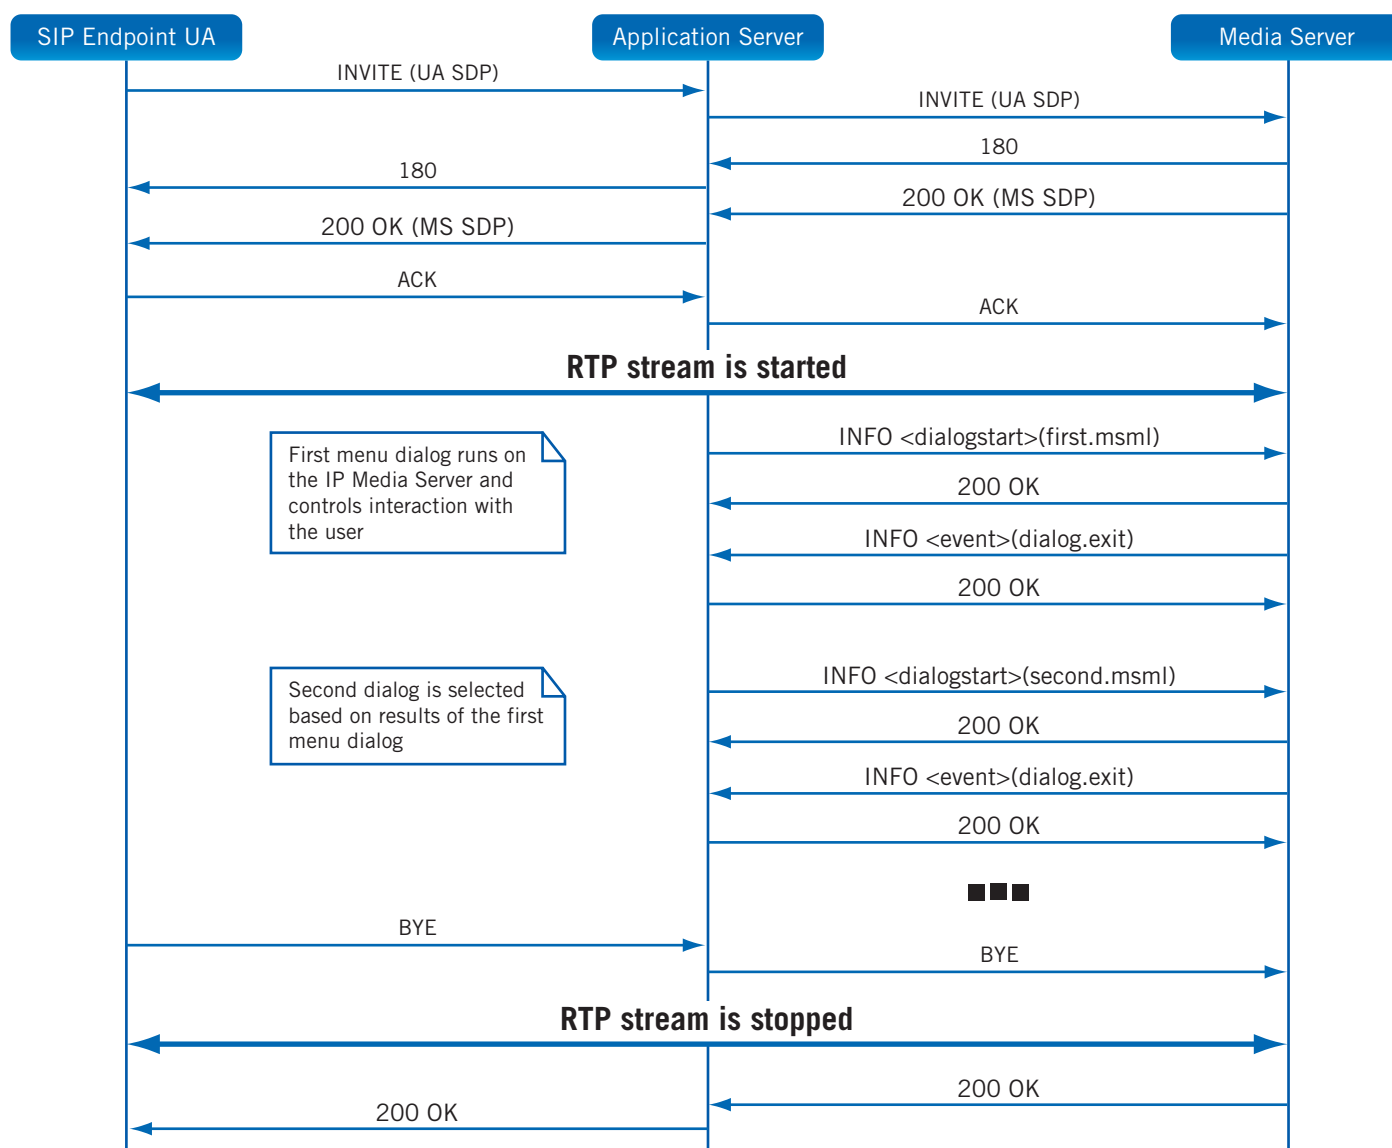 SIP Endpoint UA
Application Server
Media Server
INVITE (UA SDP)
INVITE (UA SDP)
180
180
200 OK (MS SDP)
200 OK (MS SDP)
ACK
ACK
RTP stream is started
INFO <dialogstart>(first.msml)
First menu dialog runs on
the IP Media Server and
controls interaction with
the user
200 OK
INFO <event>(dialog.exit)
200 OK
INFO <dialogstart>(second.msml)
Second dialog is selected
based on results of the first
menu dialog
200 OK
INFO <event>(dialog.exit)
200 OK
BYE
BYE
RTP stream is stopped
200 OK
200 OK